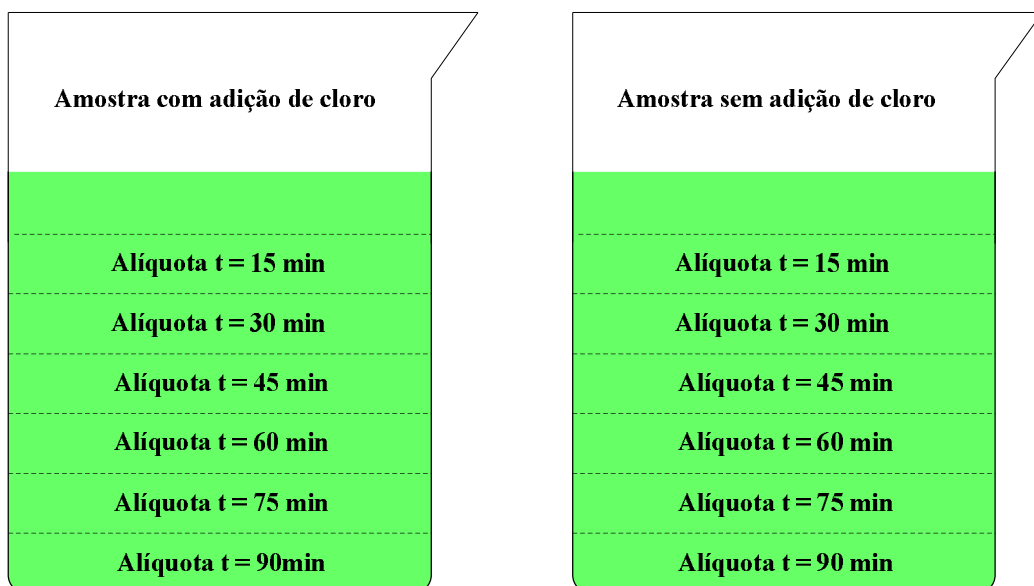 Amostra com adição de cloro
Alíquota t = 15 min
Alíquota t = 30 min
Alíquota t = 45 min
Alíquota t = 60 min
Alíquota t = 75 min
Alíquota t = 90min
Amostra sem adição de cloro
Alíquota t = 15 min
Alíquota t = 30 min
Alíquota t = 45 min
Alíquota t = 60 min
Alíquota t = 75 min
Alíquota t = 90 min